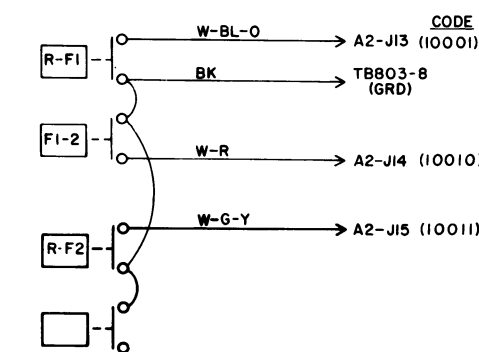 CODE
R-F1 W-BL-O A2-J13 (10001)
BK TB803-8
(GRD)
F1-2
W-R A2-J14 (10010)
W-G-Y A2-J15 (10011)
R-F2